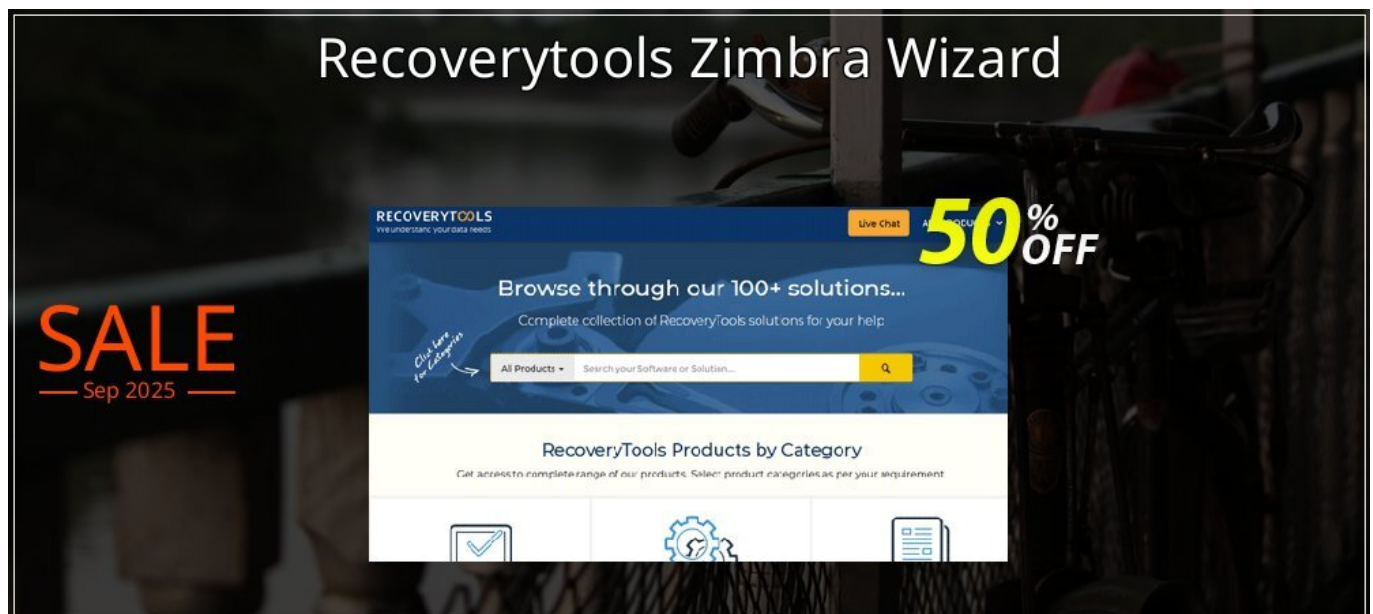 Recoverytools Zimbra Wizard
RECOVERYTOOLS
We understand your data needs
Live Chat
50% OFF
Browse through our 100+ solutions...
Complete collection of RecoveryTools solutions for your help
Click here
for Categories
All Products
Search your Software or Solution...
SALE
Sep 2025
RecoveryTools Products by Category
Get access to complete range of our products. Select product categories as per your requirement